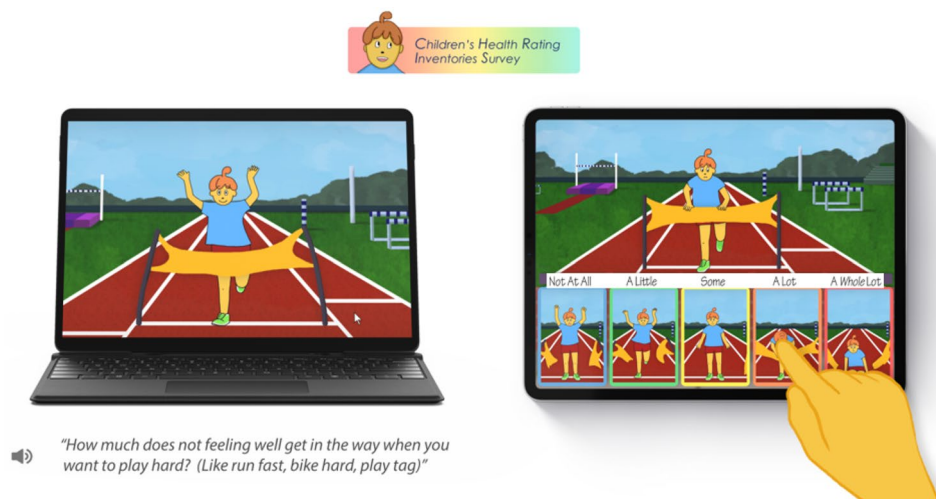 Children's Health Rating
Inventories Survey
Not At All
A Little
Some
A Lot
A Whole Lot
"How much does not feeling well get in the way when you
want to play hard? (Like run fast, bike hard, play tag)"